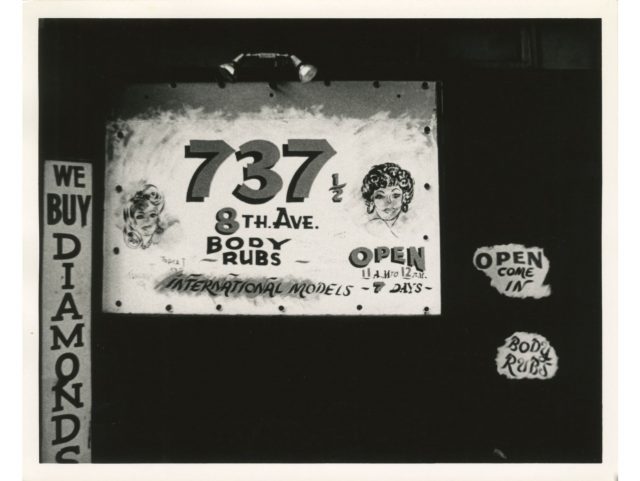 WE
BUY
DIAMONDS
737 1/2
8TH. AVE.
BODY
- RUBS -
INTERNATIONAL MODELS
OPEN
11 A.M. TO 12 P.M.
- 7 DAYS -
OPEN
COME
IN
BODY
RUBS